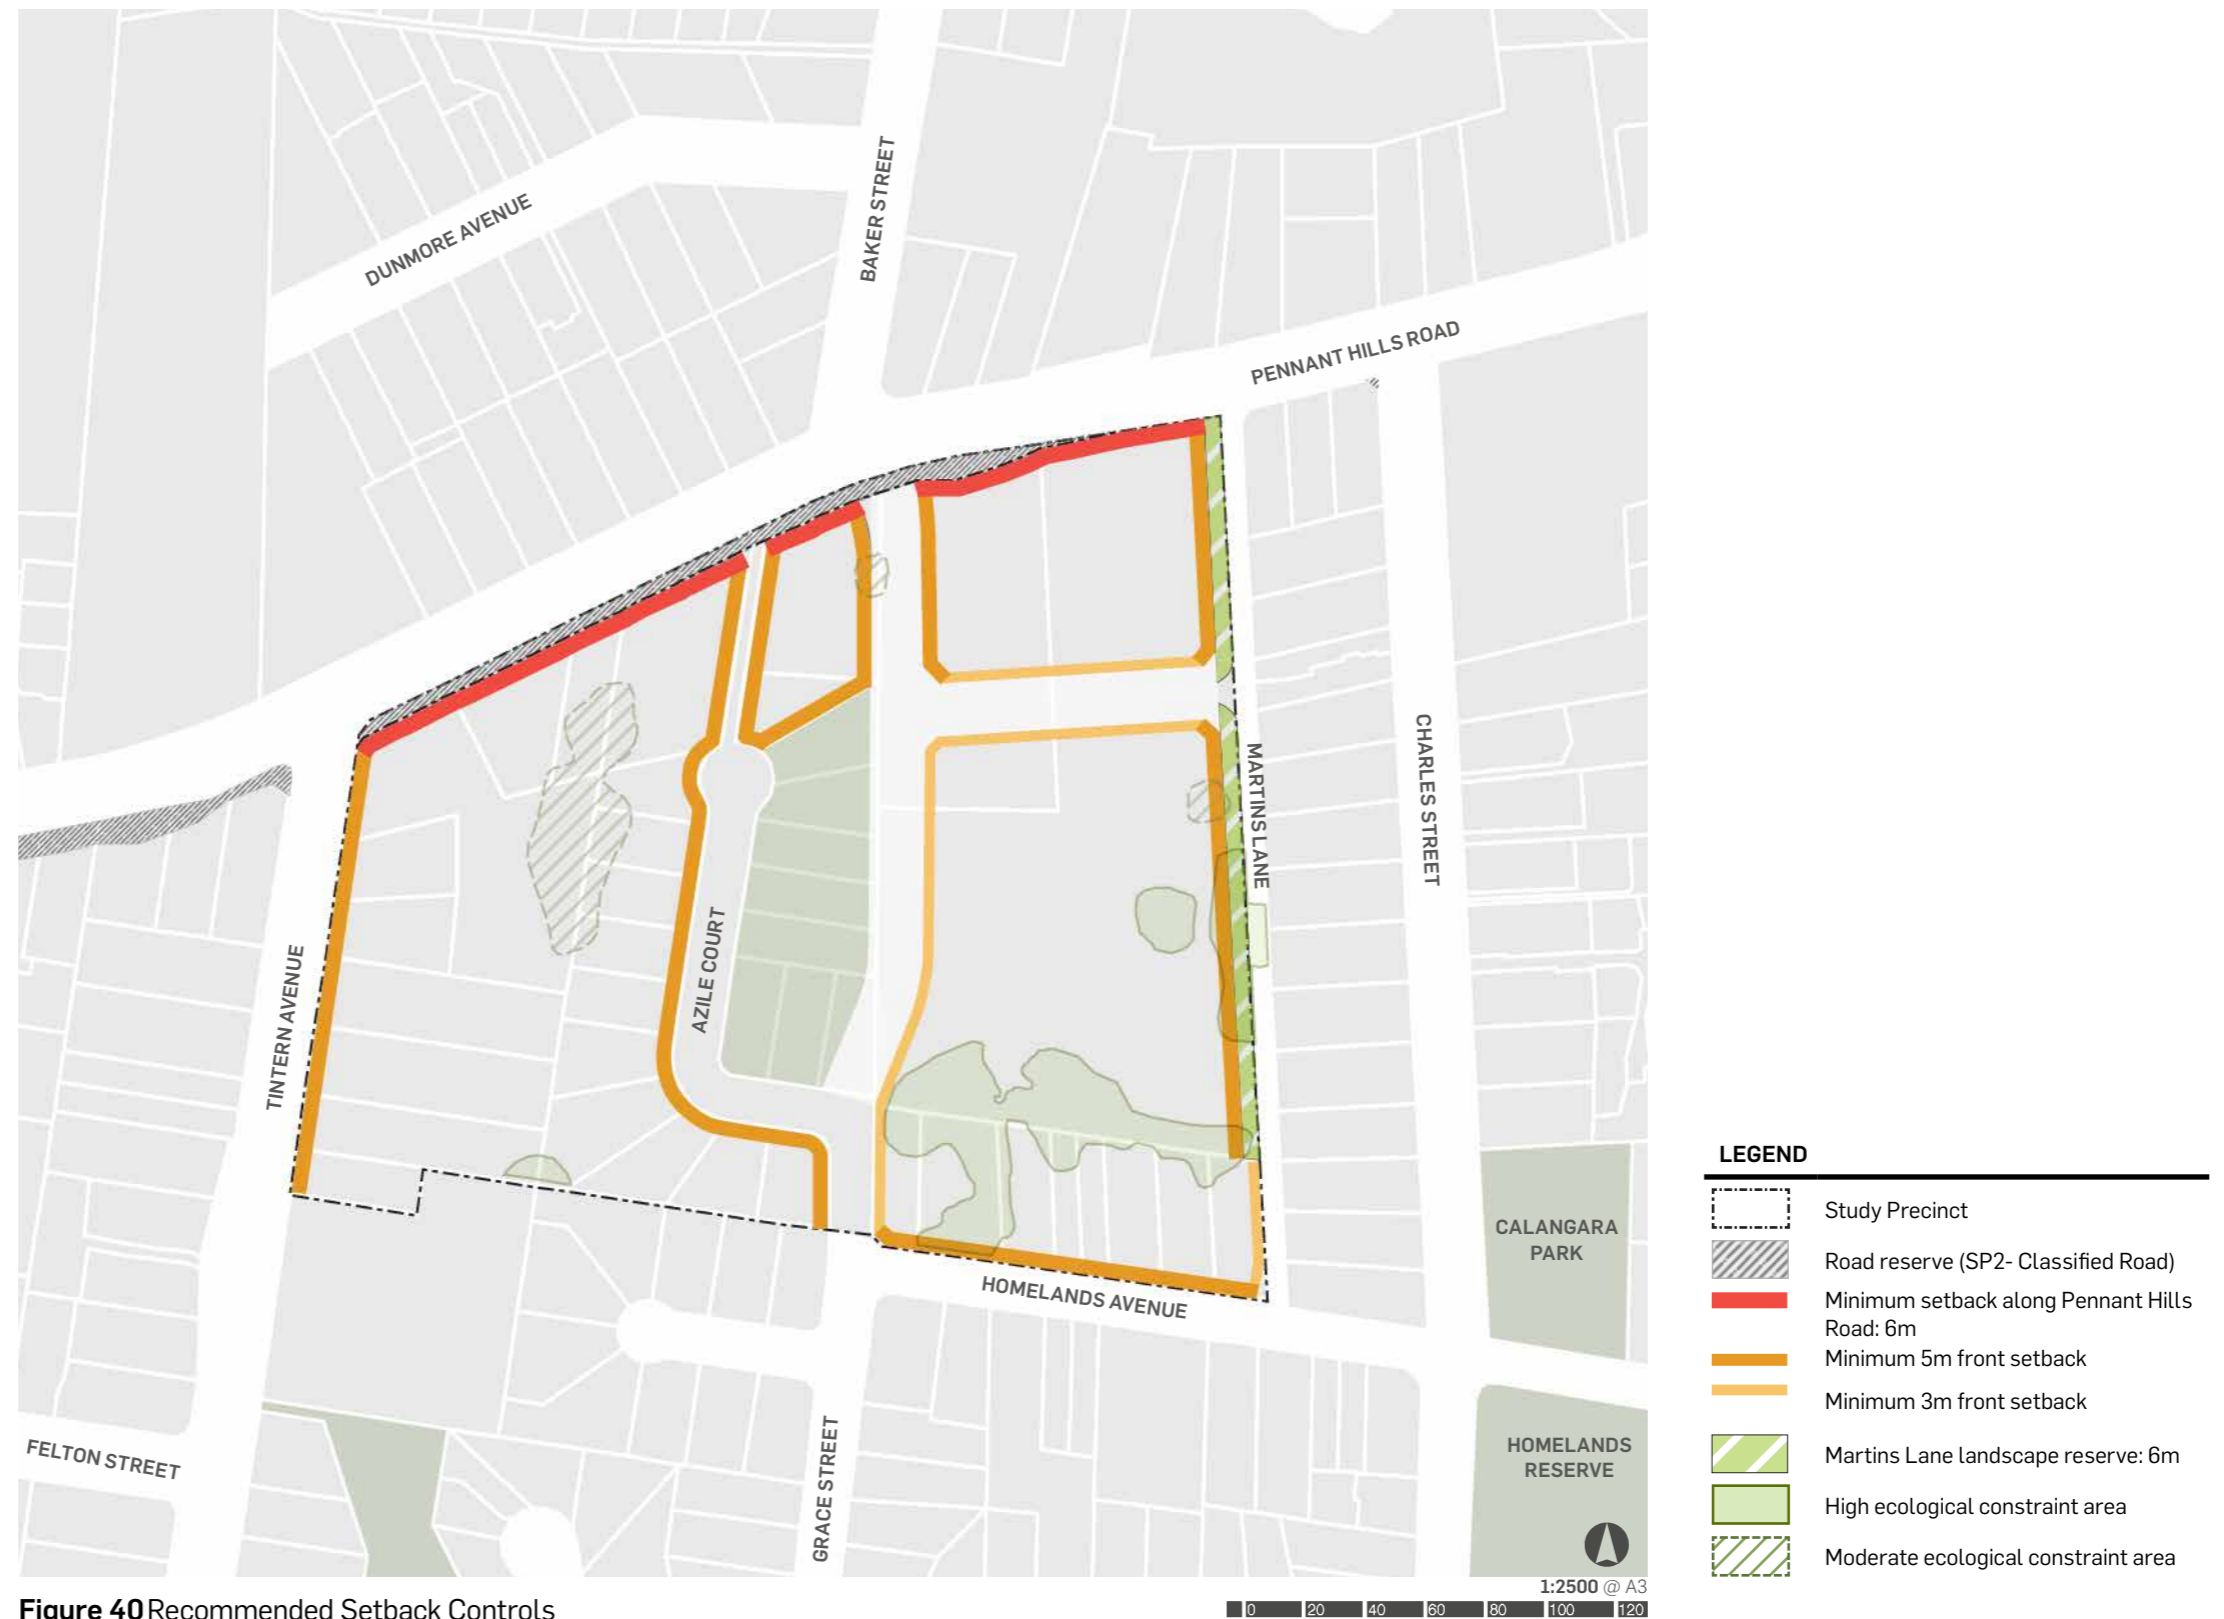 DUNMORE AVENUE
BAKER STREET
PENNANT HILLS ROAD
MARTINS LANE
CHARLES STREET
AZILE COURT
TINTERN AVENUE
CALANGARA
PARK
HOMELANDS AVENUE
FELTON STREET
GRACE STREET
HOMELANDS
RESERVE
LEGEND
Study Precinct
Road reserve (SP2- Classified Road)
Minimum setback along Pennant Hills
Road: 6m
Minimum 5m front setback
Minimum 3m front setback
Martins Lane landscape reserve: 6m
High ecological constraint area
Moderate ecological constraint area
1:2500 @ A3
0 20 40 60 80 100 120
Figure 40 Recommended Setback Controls